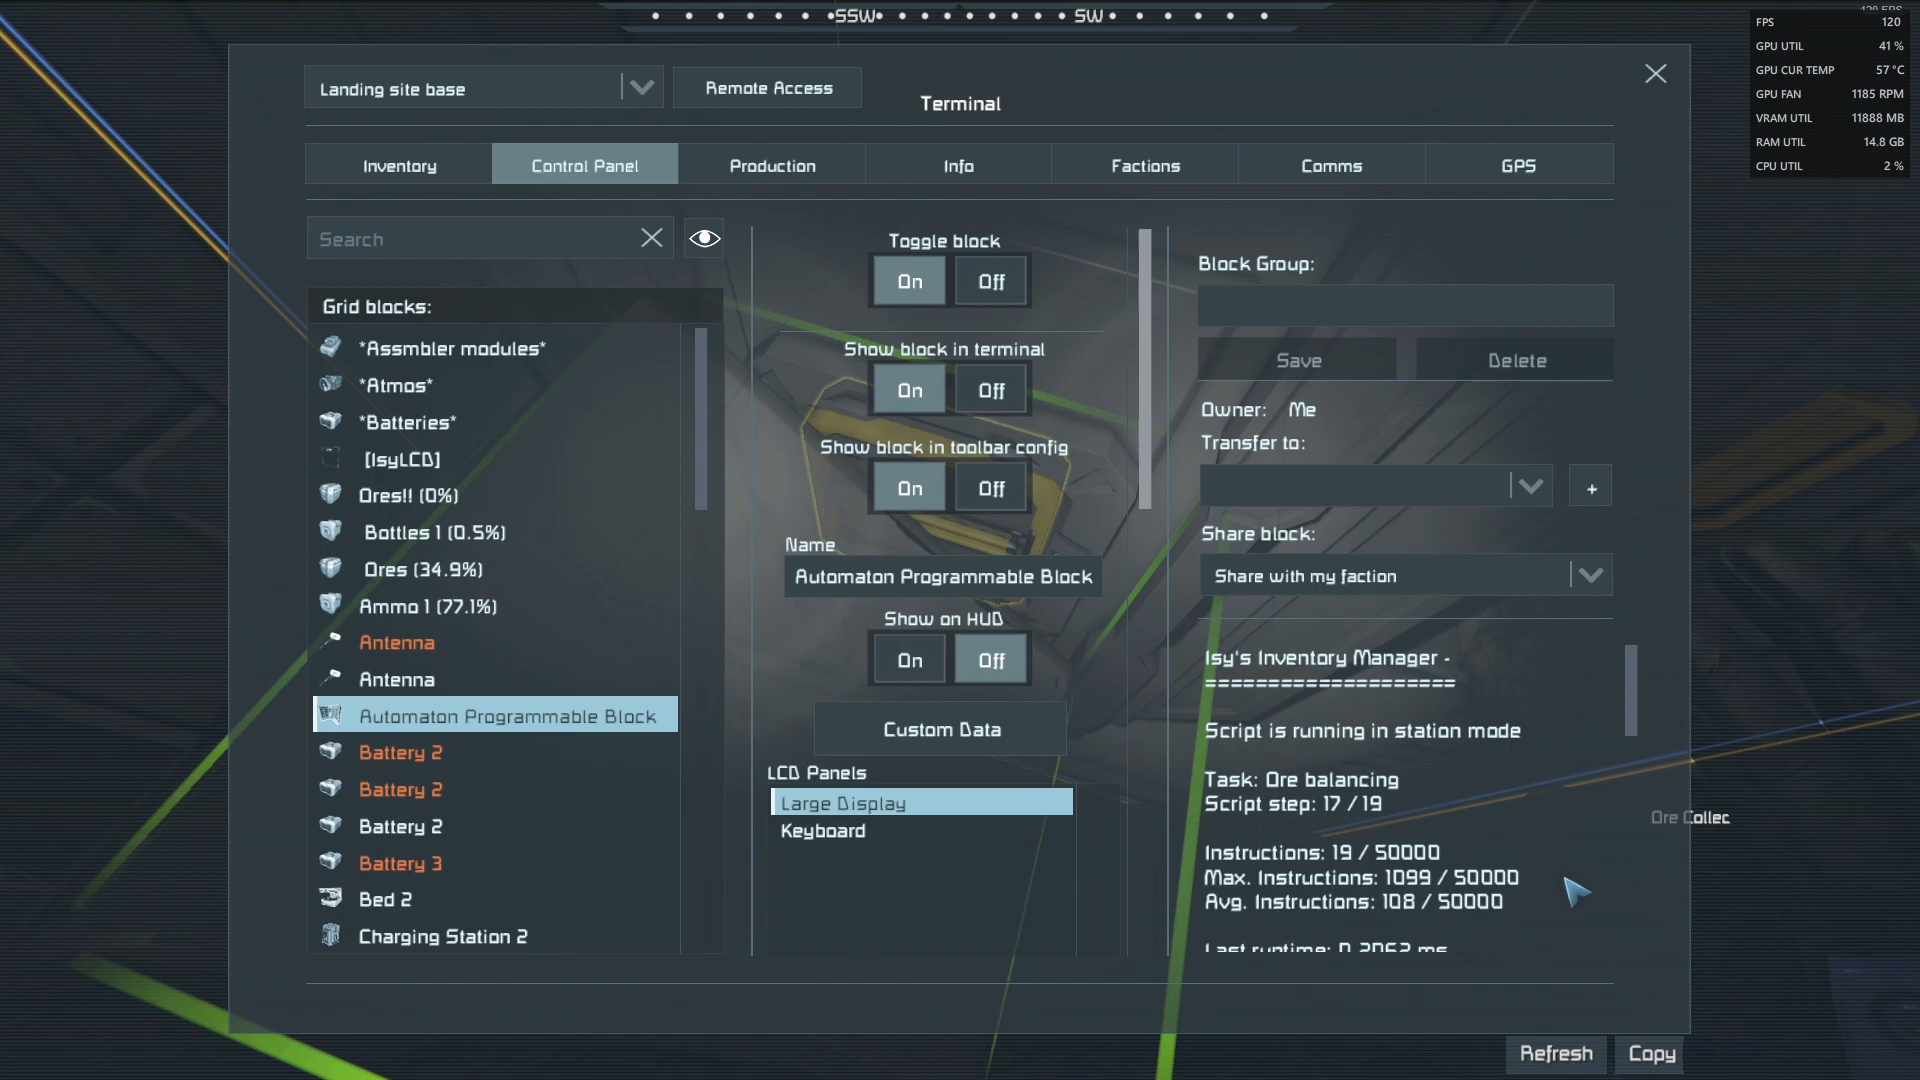 SSW
SW
120 FPS
FPS 120
GPU UTIL 41 %
GPU CUR TEMP 57 °C
GPU FAN 1185 RPM
VRAM UTIL 11888 MB
RAM UTIL 14.8 GB
CPU UTIL 2 %
Landing site base
Remote Access
Terminal
Inventory
Control Panel
Production
Info
Factions
Comms
GPS
Search
Grid blocks:
*Assmbler modules*
*Atmos*
*Batteries*
[IsyLCD]
Ores!! (0%)
Bottles 1 (0.5%)
Ores (34.9%)
Ammo 1 (77.1%)
Antenna
Antenna
Automaton Programmable Block
Battery 2
Battery 2
Battery 2
Battery 3
Bed 2
Charging Station 2
Toggle block
On Off
Show block in terminal
On Off
Show block in toolbar config
On Off
Name
Automaton Programmable Block
Show on HUD
On Off
Custom Data
LCD Panels
Large Display
Keyboard
Block Group:
Save
Delete
Owner: Me
Transfer to:
+
Share block:
Share with my faction
Isy's Inventory Manager -
====================
Script is running in station mode
Task: Ore balancing
Script step: 17 / 19
Instructions: 19 / 50000
Max. Instructions: 1099 / 50000
Avg. Instructions: 108 / 50000
Last runtime: 0.2062 ms
Ore Collec
Refresh
Copy